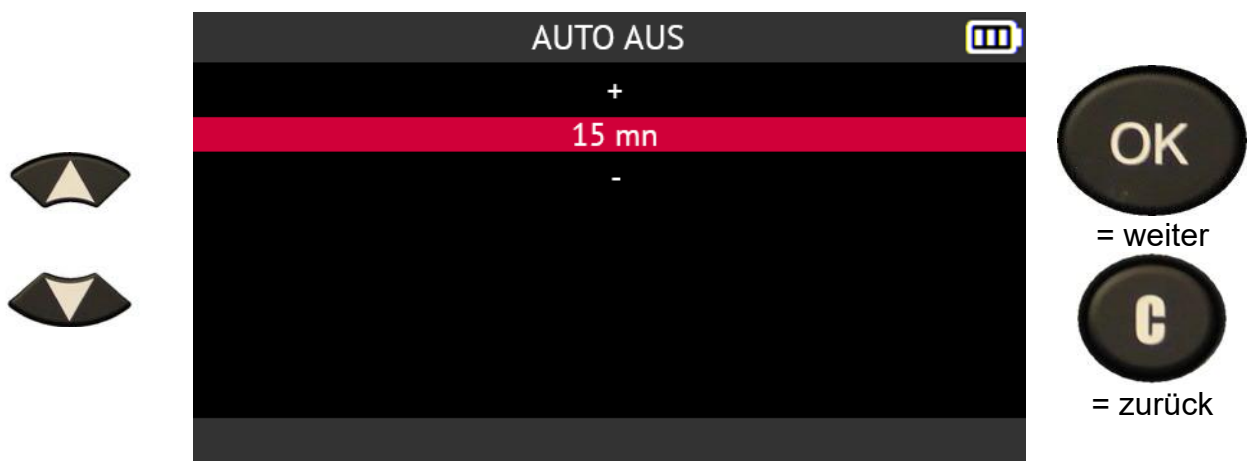 AUTO AUS
+
15 mn
-
OK
= weiter
C
= zurück